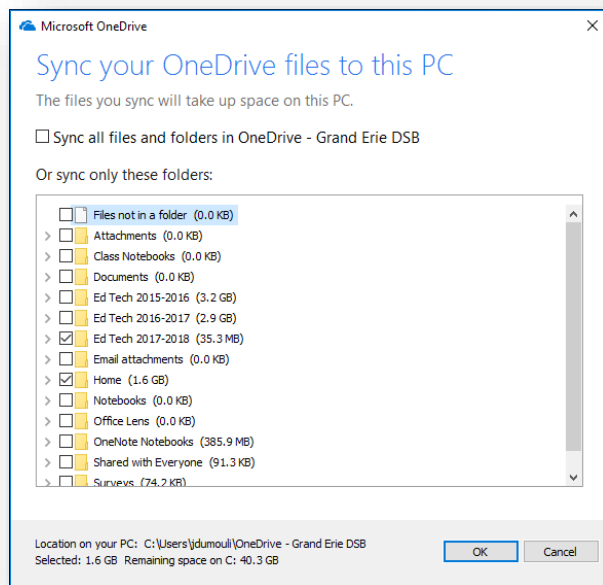 Microsoft OneDrive
Sync your OneDrive files to this PC
The files you sync will take up space on this PC.
Sync all files and folders in OneDrive - Grand Erie DSB
Or sync only these folders:
Files not in a folder (0.0 KB)
Attachments (0.0 KB)
Class Notebooks (0.0 KB)
Documents (0.0 KB)
Ed Tech 2015-2016 (3.2 GB)
Ed Tech 2016-2017 (2.9 GB)
Ed Tech 2017-2018 (35.3 MB)
Email attachments (0.0 KB)
Home (1.6 GB)
Notebooks (0.0 KB)
Office Lens (0.0 KB)
OneNote Notebooks (385.9 MB)
Shared with Everyone (91.3 KB)
Surveys (74.2 KB)
Location on your PC: C:\Users\jdumouli\OneDrive - Grand Erie DSB
Selected: 1.6 GB Remaining space on C: 40.3 GB
OK Cancel